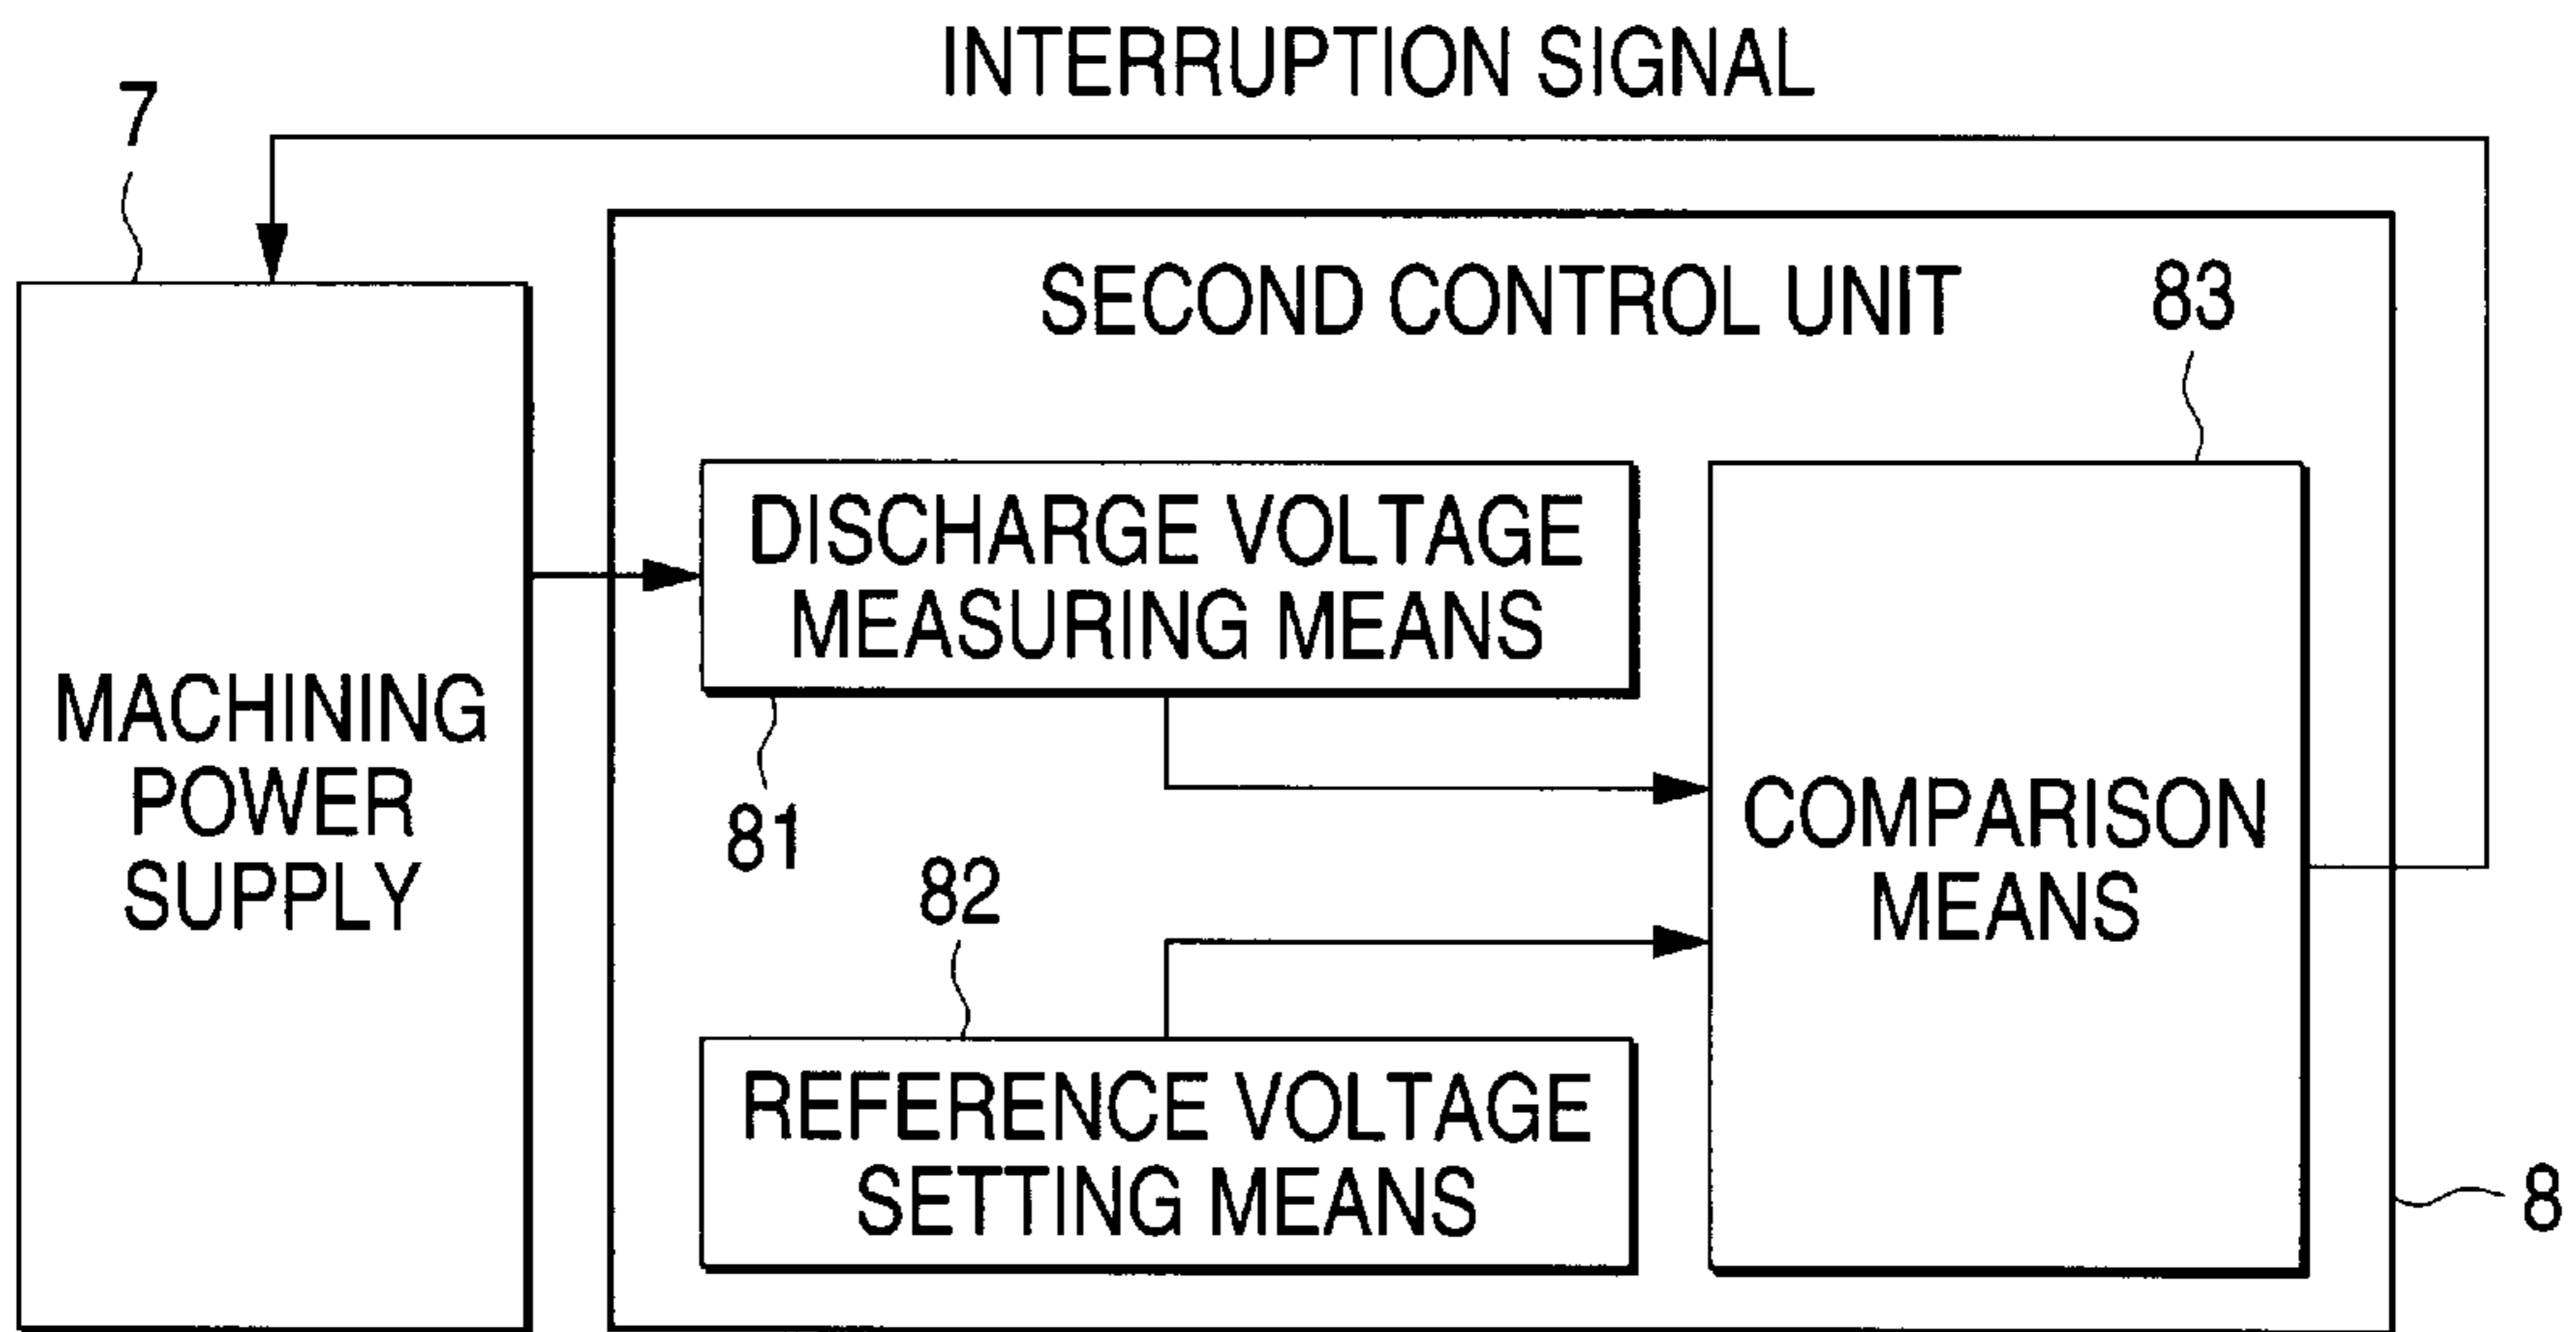 INTERRUPTION SIGNAL
7
SECOND CONTROL UNIT
83
DISCHARGE VOLTAGE
MEASURING MEANS
MACHINING
POWER
SUPPLY
81
COMPARISON
MEANS
82
REFERENCE VOLTAGE
SETTING MEANS
8